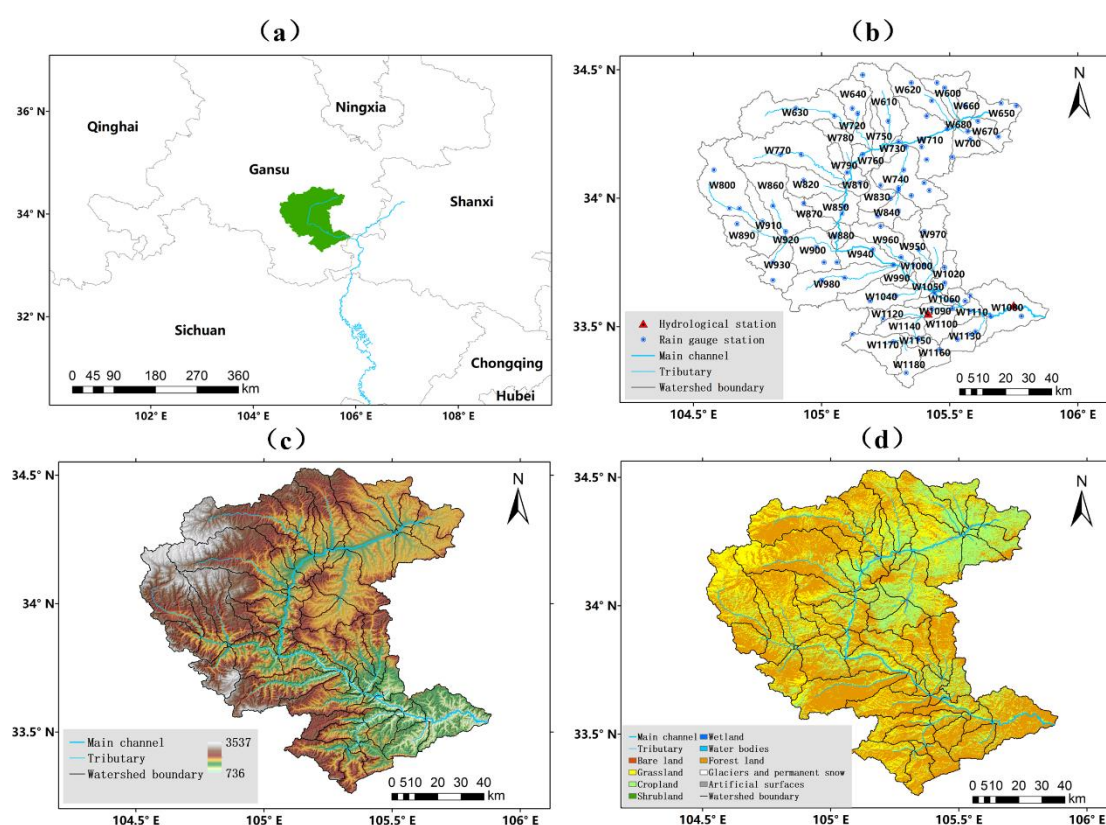 （a）
36° N
34° N
32° N
Qinghai
Ningxia
Gansu
Shanxi
Sichuan
Chongqing
Hubei
0 45 90 180 270 360
km
102° E 104° E 106° E 108° E
（b）
N
34.5° N
34° N
33.5° N
W640 W610 W620 W600
W630 W660 W650
W720 W680
W780 W750 W710 W670
W730 W700
W770 W760
W790 W740
W800 W860 W820 W810
W830
W870 W850 W840
W910
W890 W920 W880 W960 W970
W900 W940 W950
W930 W1000
W980 W990 W1020
W1050
W1040 W1060
W1120 W1090 W1110 W1080
W1140 W1100
W1170 W1150 W1130
W1160
W1180
Hydrological station
Rain gauge station
Main channel
Tributary
Watershed boundary
0 510 20 30 40
km
104.5° E 105° E 105.5° E 106° E
（c）
N
34.5° N
34° N
33.5° N
Main channel
Tributary
Watershed boundary
3537
736
0 510 20 30 40
km
104.5° E 105° E 105.5° E 106° E
（d）
N
34.5° N
34° N
33.5° N
Main channel
Tributary
Bare land
Grassland
Cropland
Shrubland
Wetland
Water bodies
Forest land
Glaciers and permanent snow
Artificial surfaces
Watershed boundary
0 510 20 30 40
km
104.5° E 105° E 105.5° E 106° E